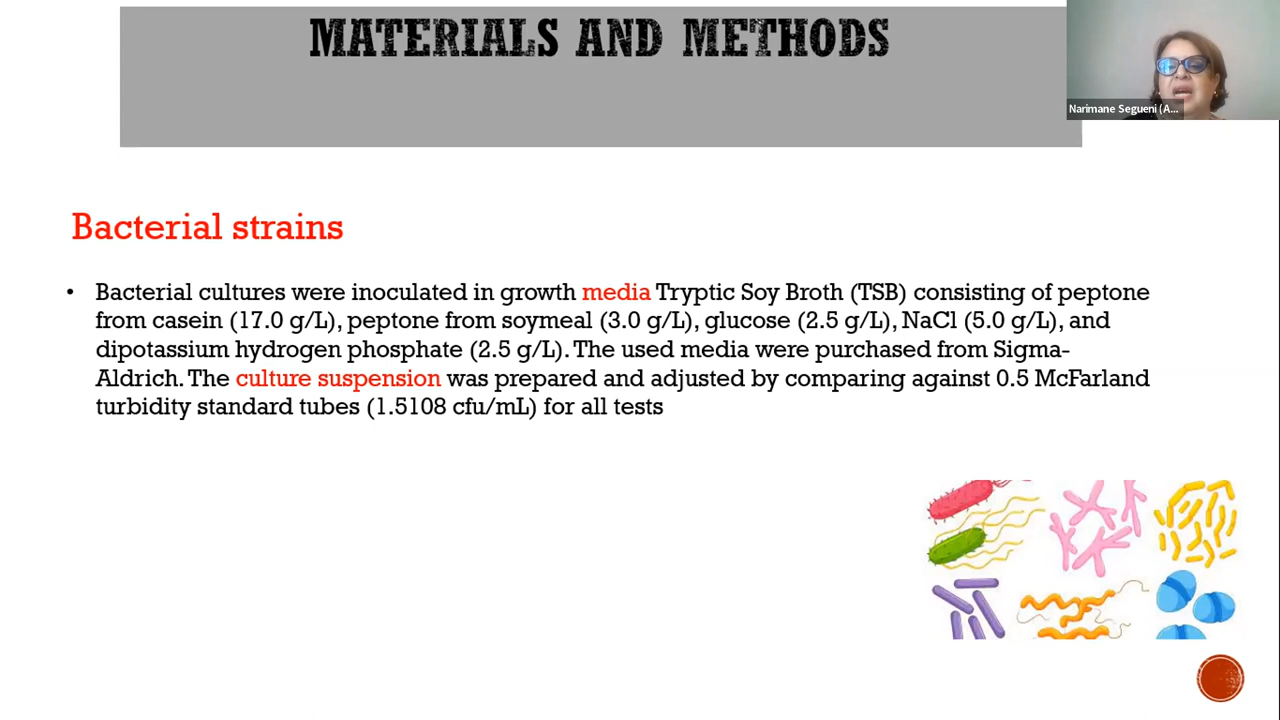 MATERIALS AND METHODS
Narimane Segueni (A...
Bacterial strains
• Bacterial cultures were inoculated in growth media Tryptic Soy Broth (TSB) consisting of peptone
from casein (17.0 g/L), peptone from soymeal (3.0 g/L), glucose (2.5 g/L), NaCl (5.0 g/L), and
dipotassium hydrogen phosphate (2.5 g/L). The used media were purchased from Sigma-
Aldrich. The culture suspension was prepared and adjusted by comparing against 0.5 McFarland
turbidity standard tubes (1.5108 cfu/mL) for all tests